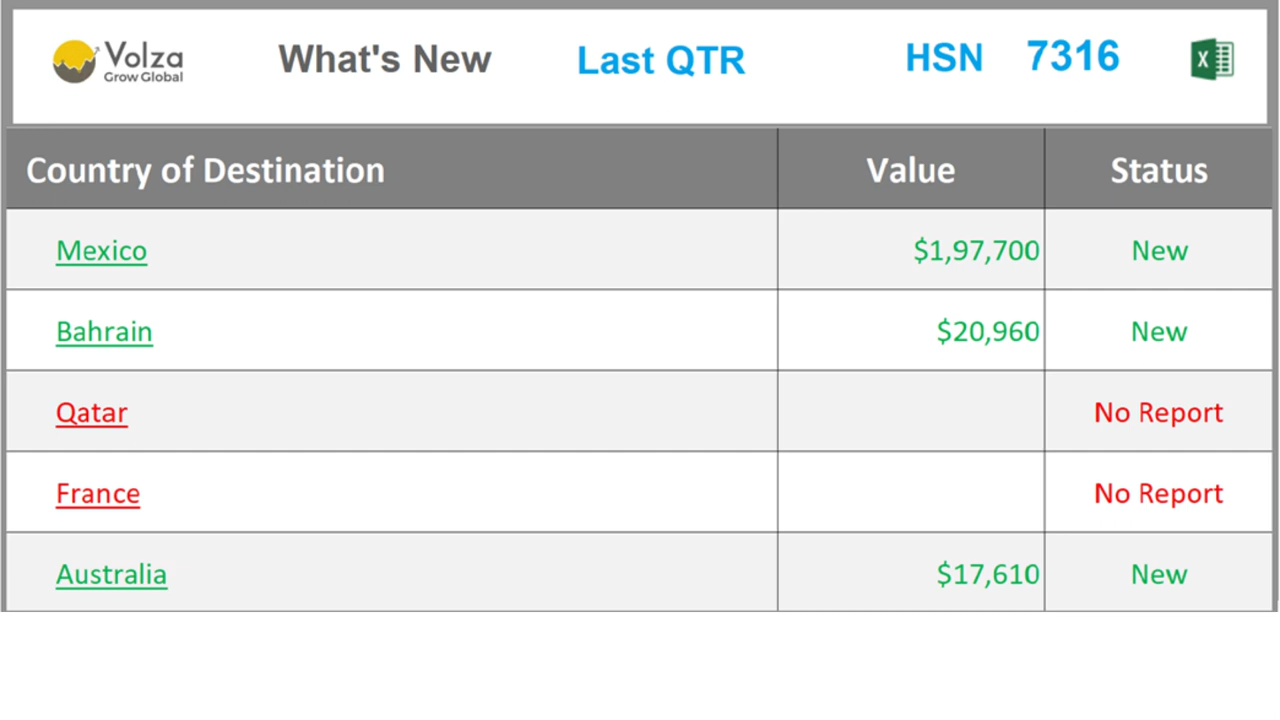 Volza
Grow Global
What's New Last QTR HSN 7316
Country of Destination Value Status
Mexico $1,97,700 New
Bahrain $20,960 New
Qatar No Report
France No Report
Australia $17,610 New